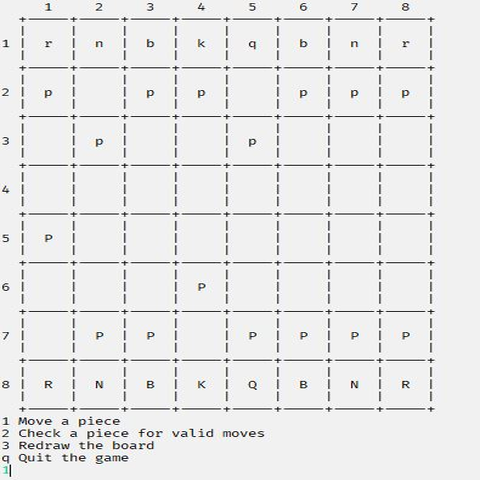 1 2 3 4 5 6 7 8
1 r n b k q b n r
2 p p p p p p
3 p p
4
5 P
6 P
7 P P P P P P
8 R N B K Q B N R
1 Move a piece
2 Check a piece for valid moves
3 Redraw the board
q Quit the game
1